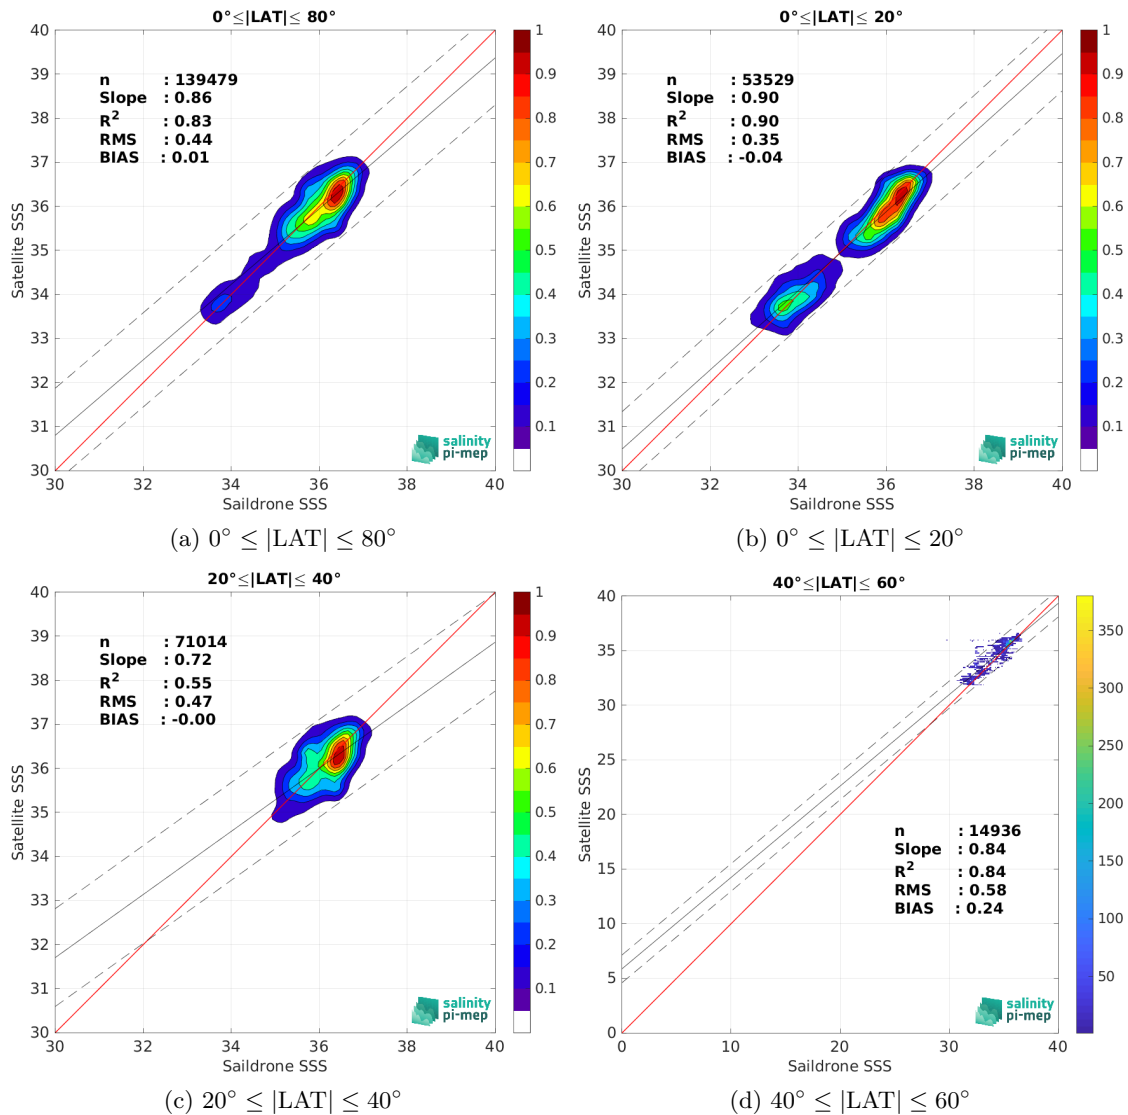 0°≤|LAT|≤ 80°
40
39
38
37
36
35
34
33
32
31
30
30 32 34 36 38 40
Satellite SSS
Saildrone SSS
n : 139479
Slope : 0.86
R² : 0.83
RMS : 0.44
BIAS : 0.01
1
0.9
0.8
0.7
0.6
0.5
0.4
0.3
0.2
0.1
salinity
pi-mep
(a) 0° ≤ |LAT| ≤ 80°
0°≤|LAT|≤ 20°
40
39
38
37
36
35
34
33
32
31
30
30 32 34 36 38 40
Satellite SSS
Saildrone SSS
n : 53529
Slope : 0.90
R² : 0.90
RMS : 0.35
BIAS : -0.04
1
0.9
0.8
0.7
0.6
0.5
0.4
0.3
0.2
0.1
salinity
pi-mep
(b) 0° ≤ |LAT| ≤ 20°
20°≤|LAT|≤ 40°
40
39
38
37
36
35
34
33
32
31
30
30 32 34 36 38 40
Satellite SSS
Saildrone SSS
n : 71014
Slope : 0.72
R² : 0.55
RMS : 0.47
BIAS : -0.00
1
0.9
0.8
0.7
0.6
0.5
0.4
0.3
0.2
0.1
salinity
pi-mep
(c) 20° ≤ |LAT| ≤ 40°
40°≤|LAT|≤ 60°
40
35
30
25
20
15
10
5
0
0 10 20 30 40
Satellite SSS
Saildrone SSS
n : 14936
Slope : 0.84
R² : 0.84
RMS : 0.58
BIAS : 0.24
350
300
250
200
150
100
50
salinity
pi-mep
(d) 40° ≤ |LAT| ≤ 60°